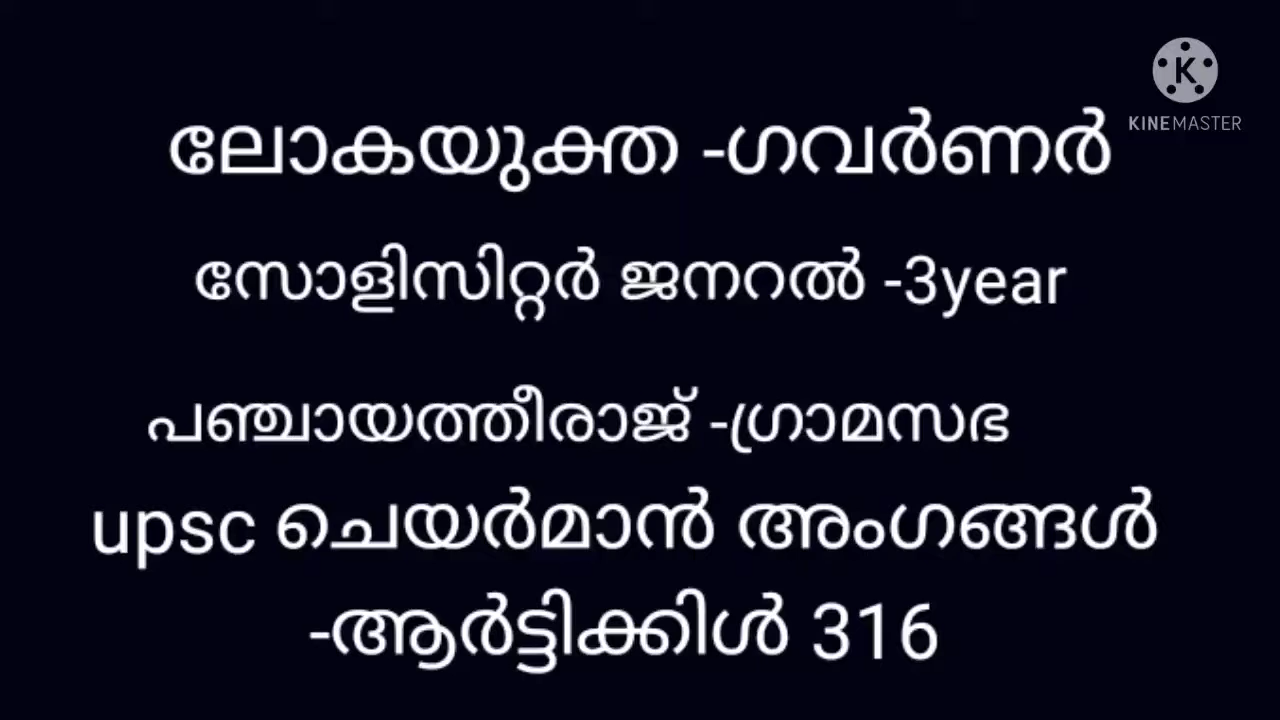 K
KINEMASTER
ലോകയുക്ത -ഗവർണർ
സോളിസിറ്റർ ജനറൽ -3year
പഞ്ചായത്തീരാജ് -ഗ്രാമസഭ
upsc ചെയർമാൻ അംഗങ്ങൾ
-ആർട്ടിക്കിൾ 316